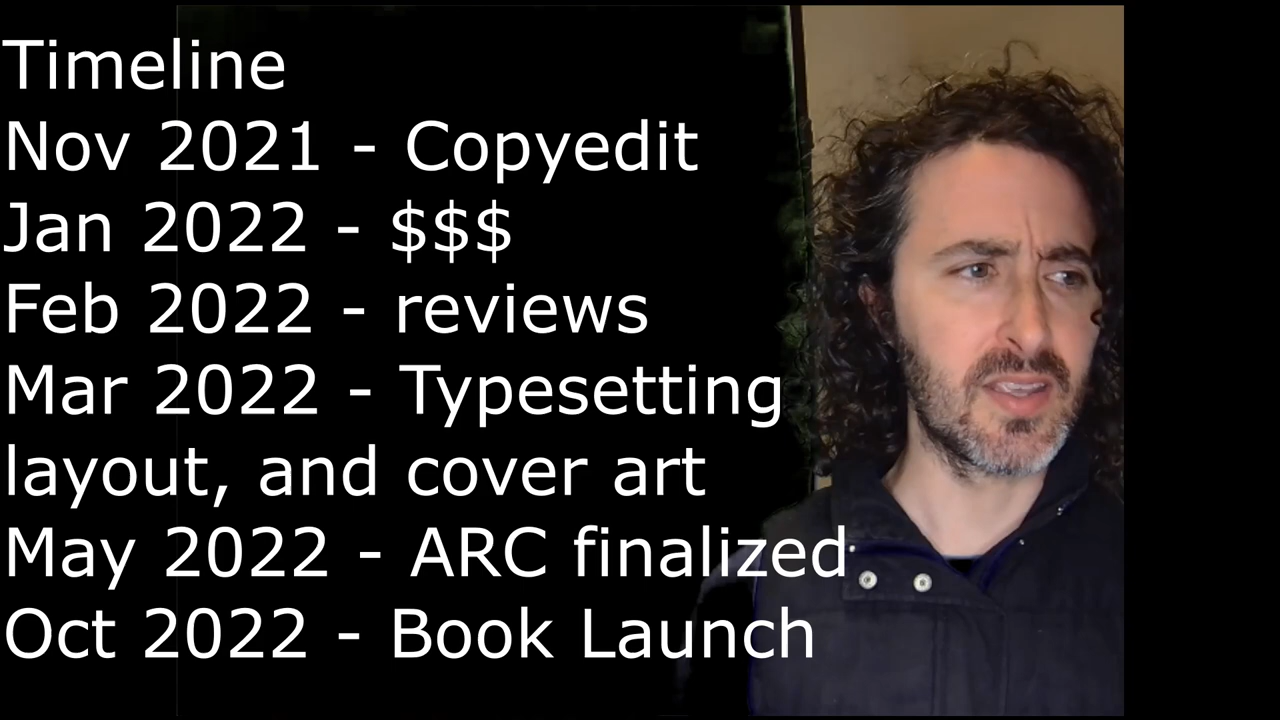 Timeline
Nov 2021 - Copyedit
Jan 2022 - $$$
Feb 2022 - reviews
Mar 2022 - Typesetting
layout, and cover art
May 2022 - ARC finalized
Oct 2022 - Book Launch